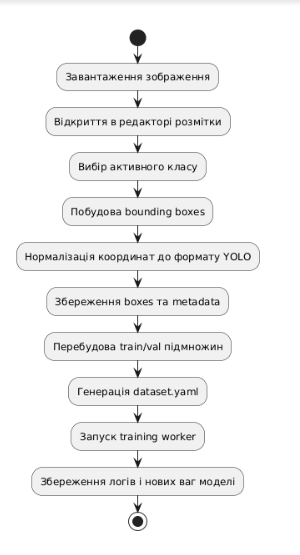 Завантаження зображення
Відкриття в редакторі розмітки
Вибір активного класу
Побудова bounding boxes
Нормалізація координат до формату YOLO
Збереження boxes та metadata
Перебудова train/val підмножин
Генерація dataset.yaml
Запуск training worker
Збереження логів і нових ваг моделі